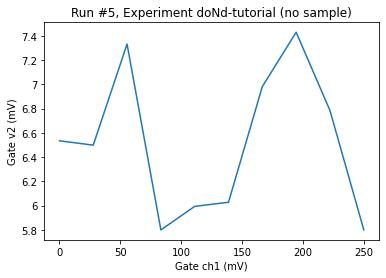 Run #5, Experiment doNd-tutorial (no sample)
7.4
7.2
7
6.8
6.6
6.4
6.2
6
5.8
Gate v2 (mV)
0 50 100 150 200 250
Gate ch1 (mV)